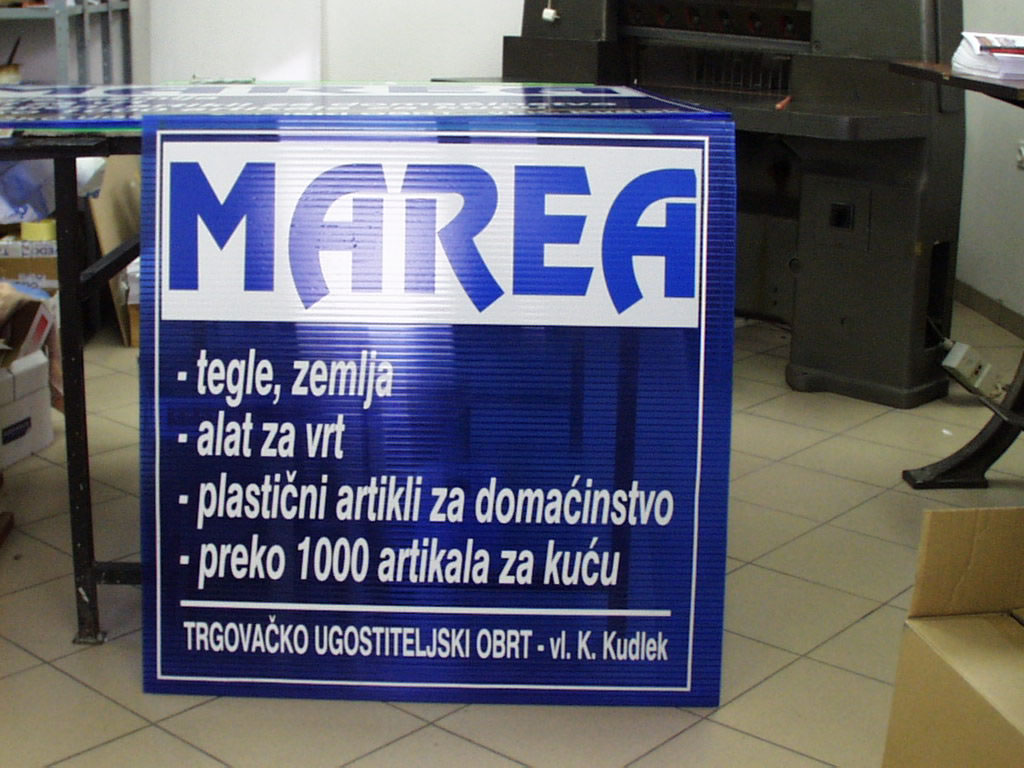 MAREA
- tegle, zemlja
- alat za vrt
- plastični artikli za domaćinstvo
- preko 1000 artikala za kuću
TRGOVAČKO UGOSTITELJSKI OBRT - vl. K. Kudlek